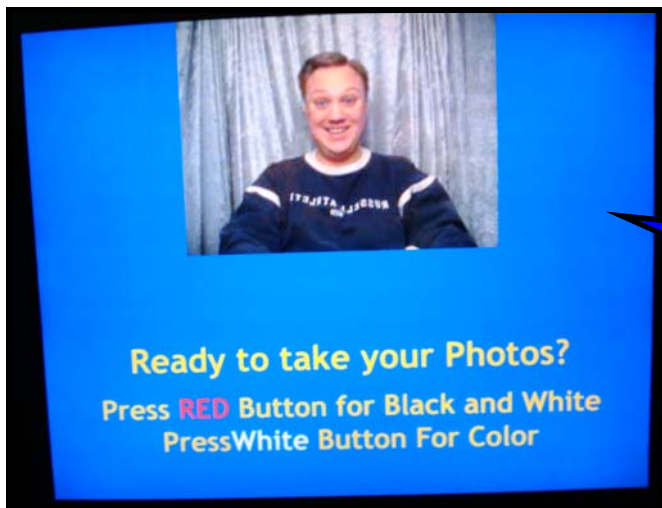 Ready to take your Photos?
Press RED Button for Black and White
PressWhite Button For Color